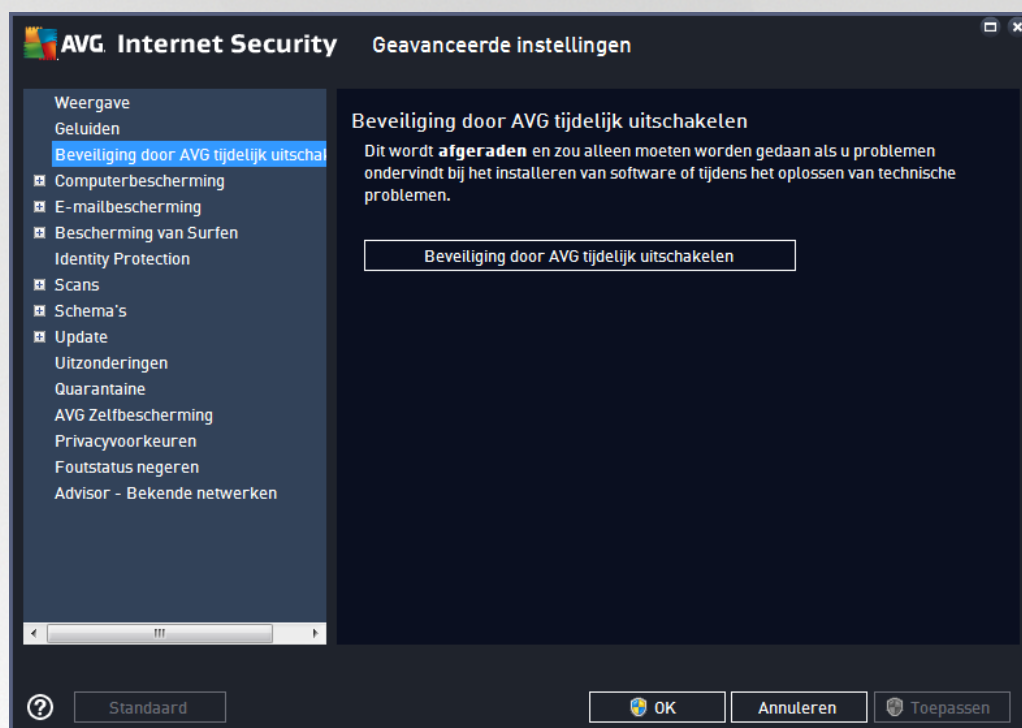 AVG. Internet Security Geavanceerde instellingen
Weergave
Geluiden
Beveiliging door AVG tijdelijk uitschal
Computerbescherming
E-mailbescherming
Bescherming van Surfen
Identity Protection
Scans
Schema's
Update
Uitzonderingen
Quarantaine
AVG Zelfbescherming
Privacyvoorkeuren
Foutstatus negeren
Advisor - Bekende netwerken
Beveiliging door AVG tijdelijk uitschakelen
Dit wordt afgeraden en zou alleen moeten worden gedaan als u problemen
ondervindt bij het installeren van software of tijdens het oplossen van technische
problemen.
Beveiliging door AVG tijdelijk uitschakelen
Standaard
OK
Annuleren
Toepassen